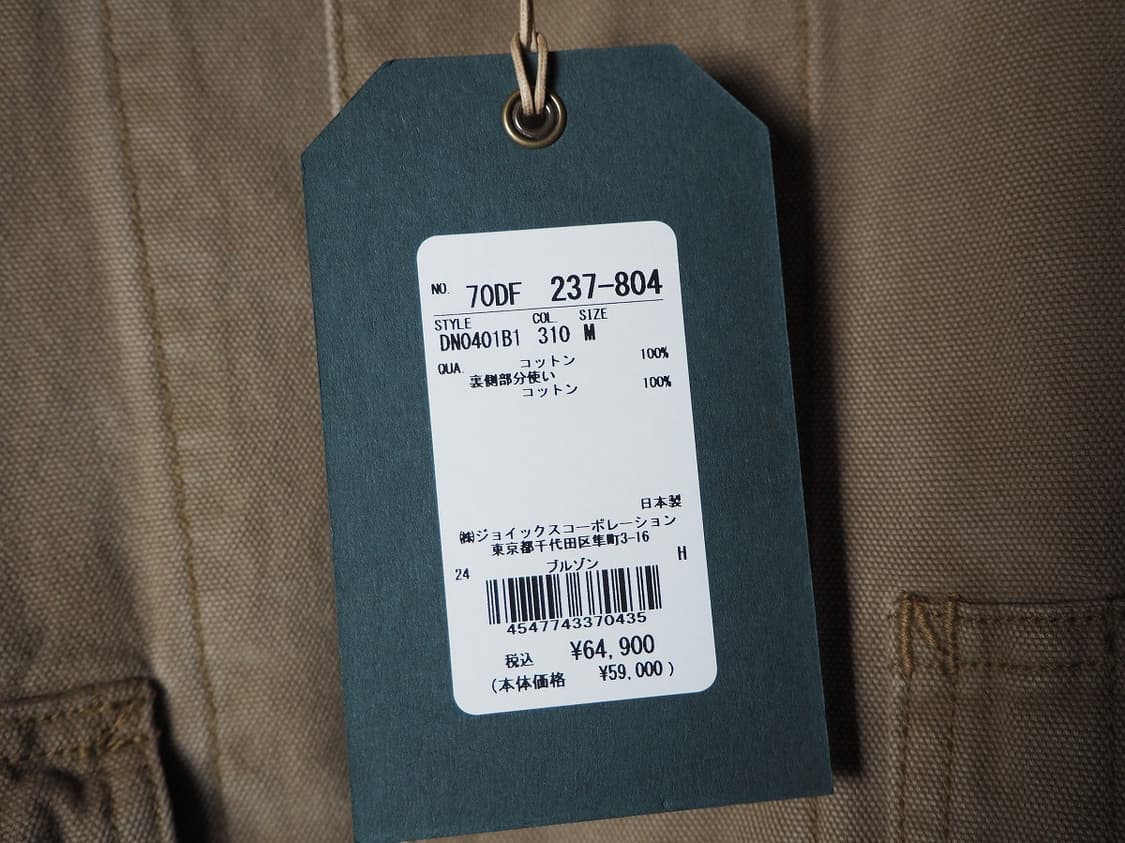 NO. 70DF 237-804
STYLE COL. SIZE
DN0401B1 310 M
QUA. コットン 100%
裏側部分使い
コットン 100%
日本製
㈱ジョイックスコーポレーション
東京都千代田区隼町3-16
ブルゾン H
24
4547743370435
税込 ¥64,900
(本体価格 ¥59,000)